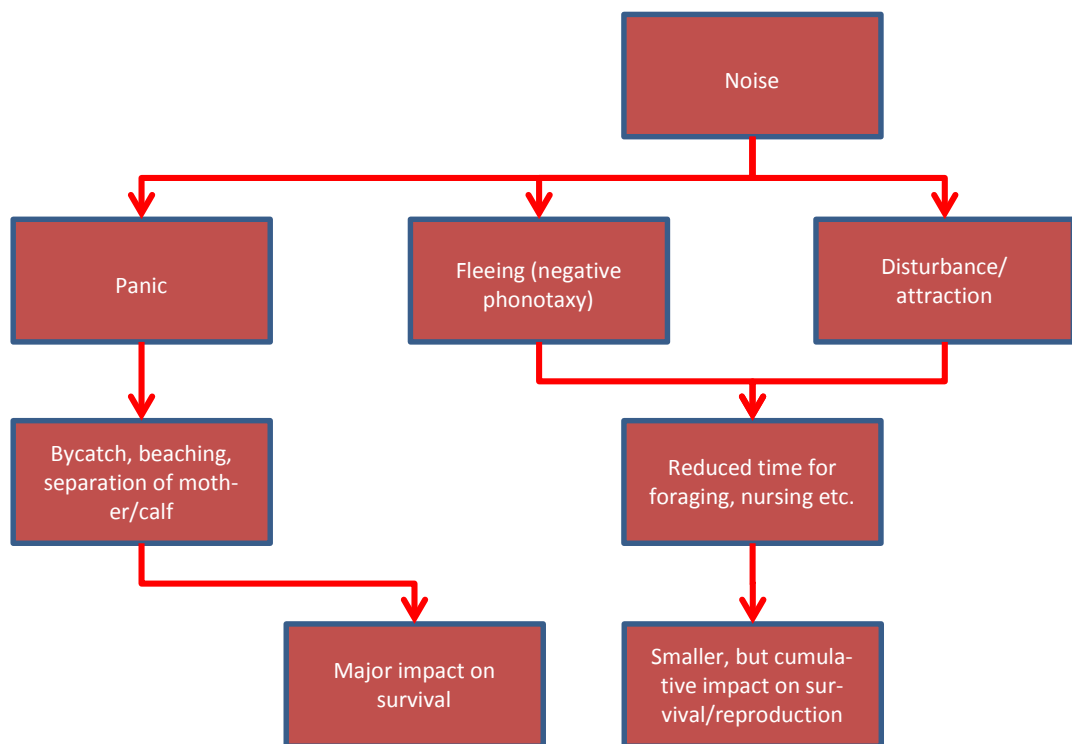 Noise
Panic
Fleeing (negative
phonotaxy)
Disturbance/
attraction
Bycatch, beaching,
separation of moth-
er/calf
Reduced time for
foraging, nursing etc.
Major impact on
survival
Smaller, but cumula-
tive impact on sur-
vival/reproduction